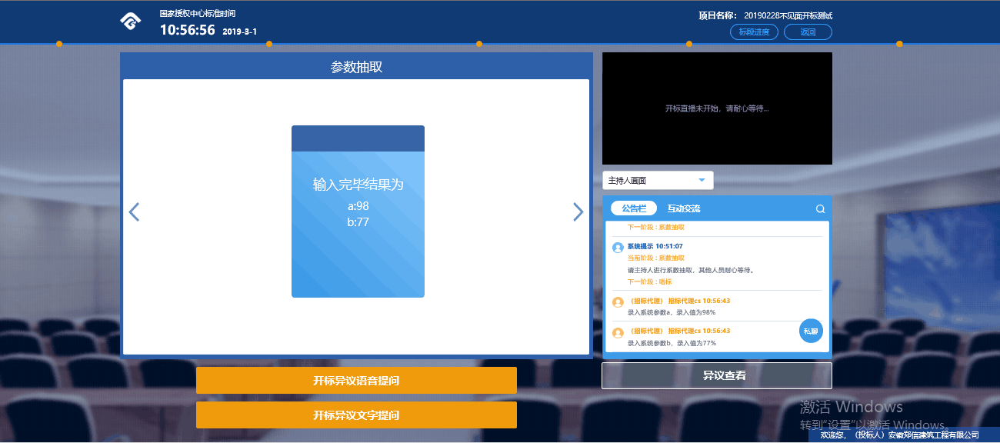 国家授权中心标准时间
10:56:56 2019-3-1
项目名称： 20190228不见面开标测试
标段进度 返回
参数抽取
输入完毕结果为
a:98
b:77
开标直播未开始，请耐心等待...
主持人画面
公告栏 互动交流
下一阶段：系数抽取
系统提示 10:51:07
当前阶段：系数抽取
请主持人进行系数抽取，其他人员耐心等待。
下一阶段：唱标
（招标代理） 招标代理cs 10:56:43
录入系统参数a，录入值为98%
（招标代理） 招标代理cs 10:56:43
录入系统参数b，录入值为77%
私聊
异议查看
开标异议语音提问
开标异议文字提问
激活 Windows
转到“设置”以激活 Windows。
欢迎您，（投标人）安徽郑信建筑工程有限公司